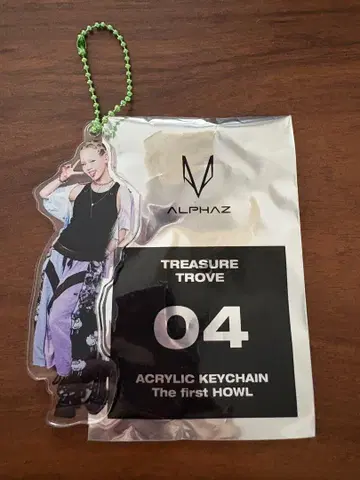 ALPHAZ
TREASURE
TROVE
04
ACRYLIC KEYCHAIN
The first HOWL